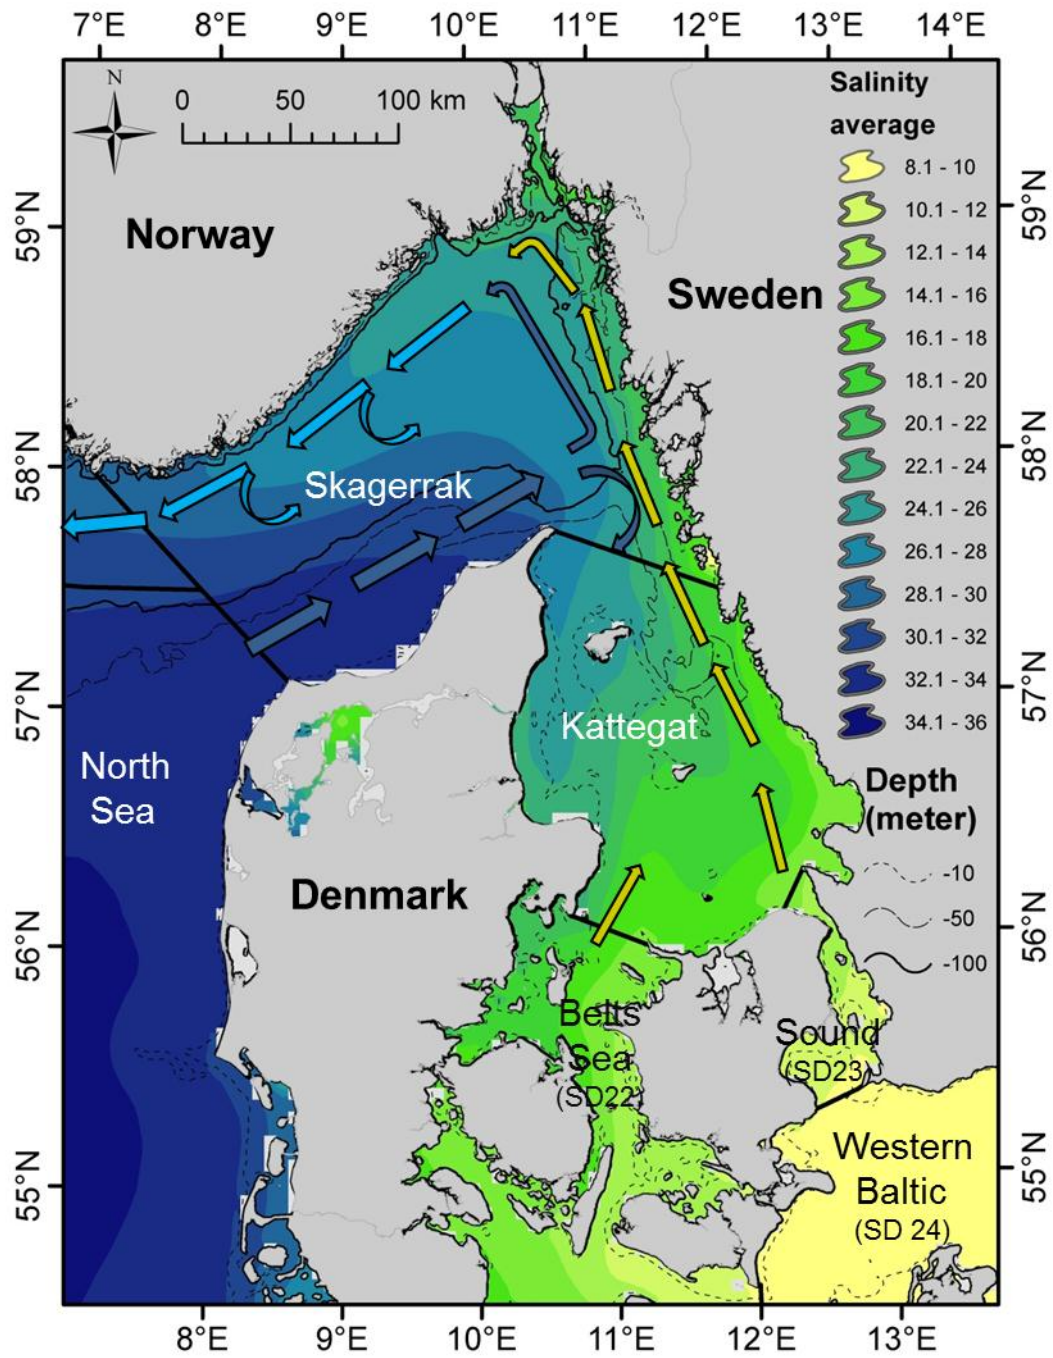 7°E 8°E 9°E 10°E 11°E 12°E 13°E 14°E
N
0 50 100 km
Salinity
average
8.1 - 10
10.1 - 12
12.1 - 14
14.1 - 16
16.1 - 18
18.1 - 20
20.1 - 22
22.1 - 24
24.1 - 26
26.1 - 28
28.1 - 30
30.1 - 32
32.1 - 34
34.1 - 36
Depth
(meter)
-10
-50
-100
59°N
58°N
57°N
56°N
55°N
Norway
Sweden
Skagerrak
Kattegat
North
Sea
Denmark
Belts
Sea
(SD22)
Sound
(SD23)
Western
Baltic
(SD 24)
59°N
58°N
57°N
56°N
55°N
8°E 9°E 10°E 11°E 12°E 13°E